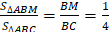 S_{ΔABM}/S_{ΔABC} = BM/BC = 1/4